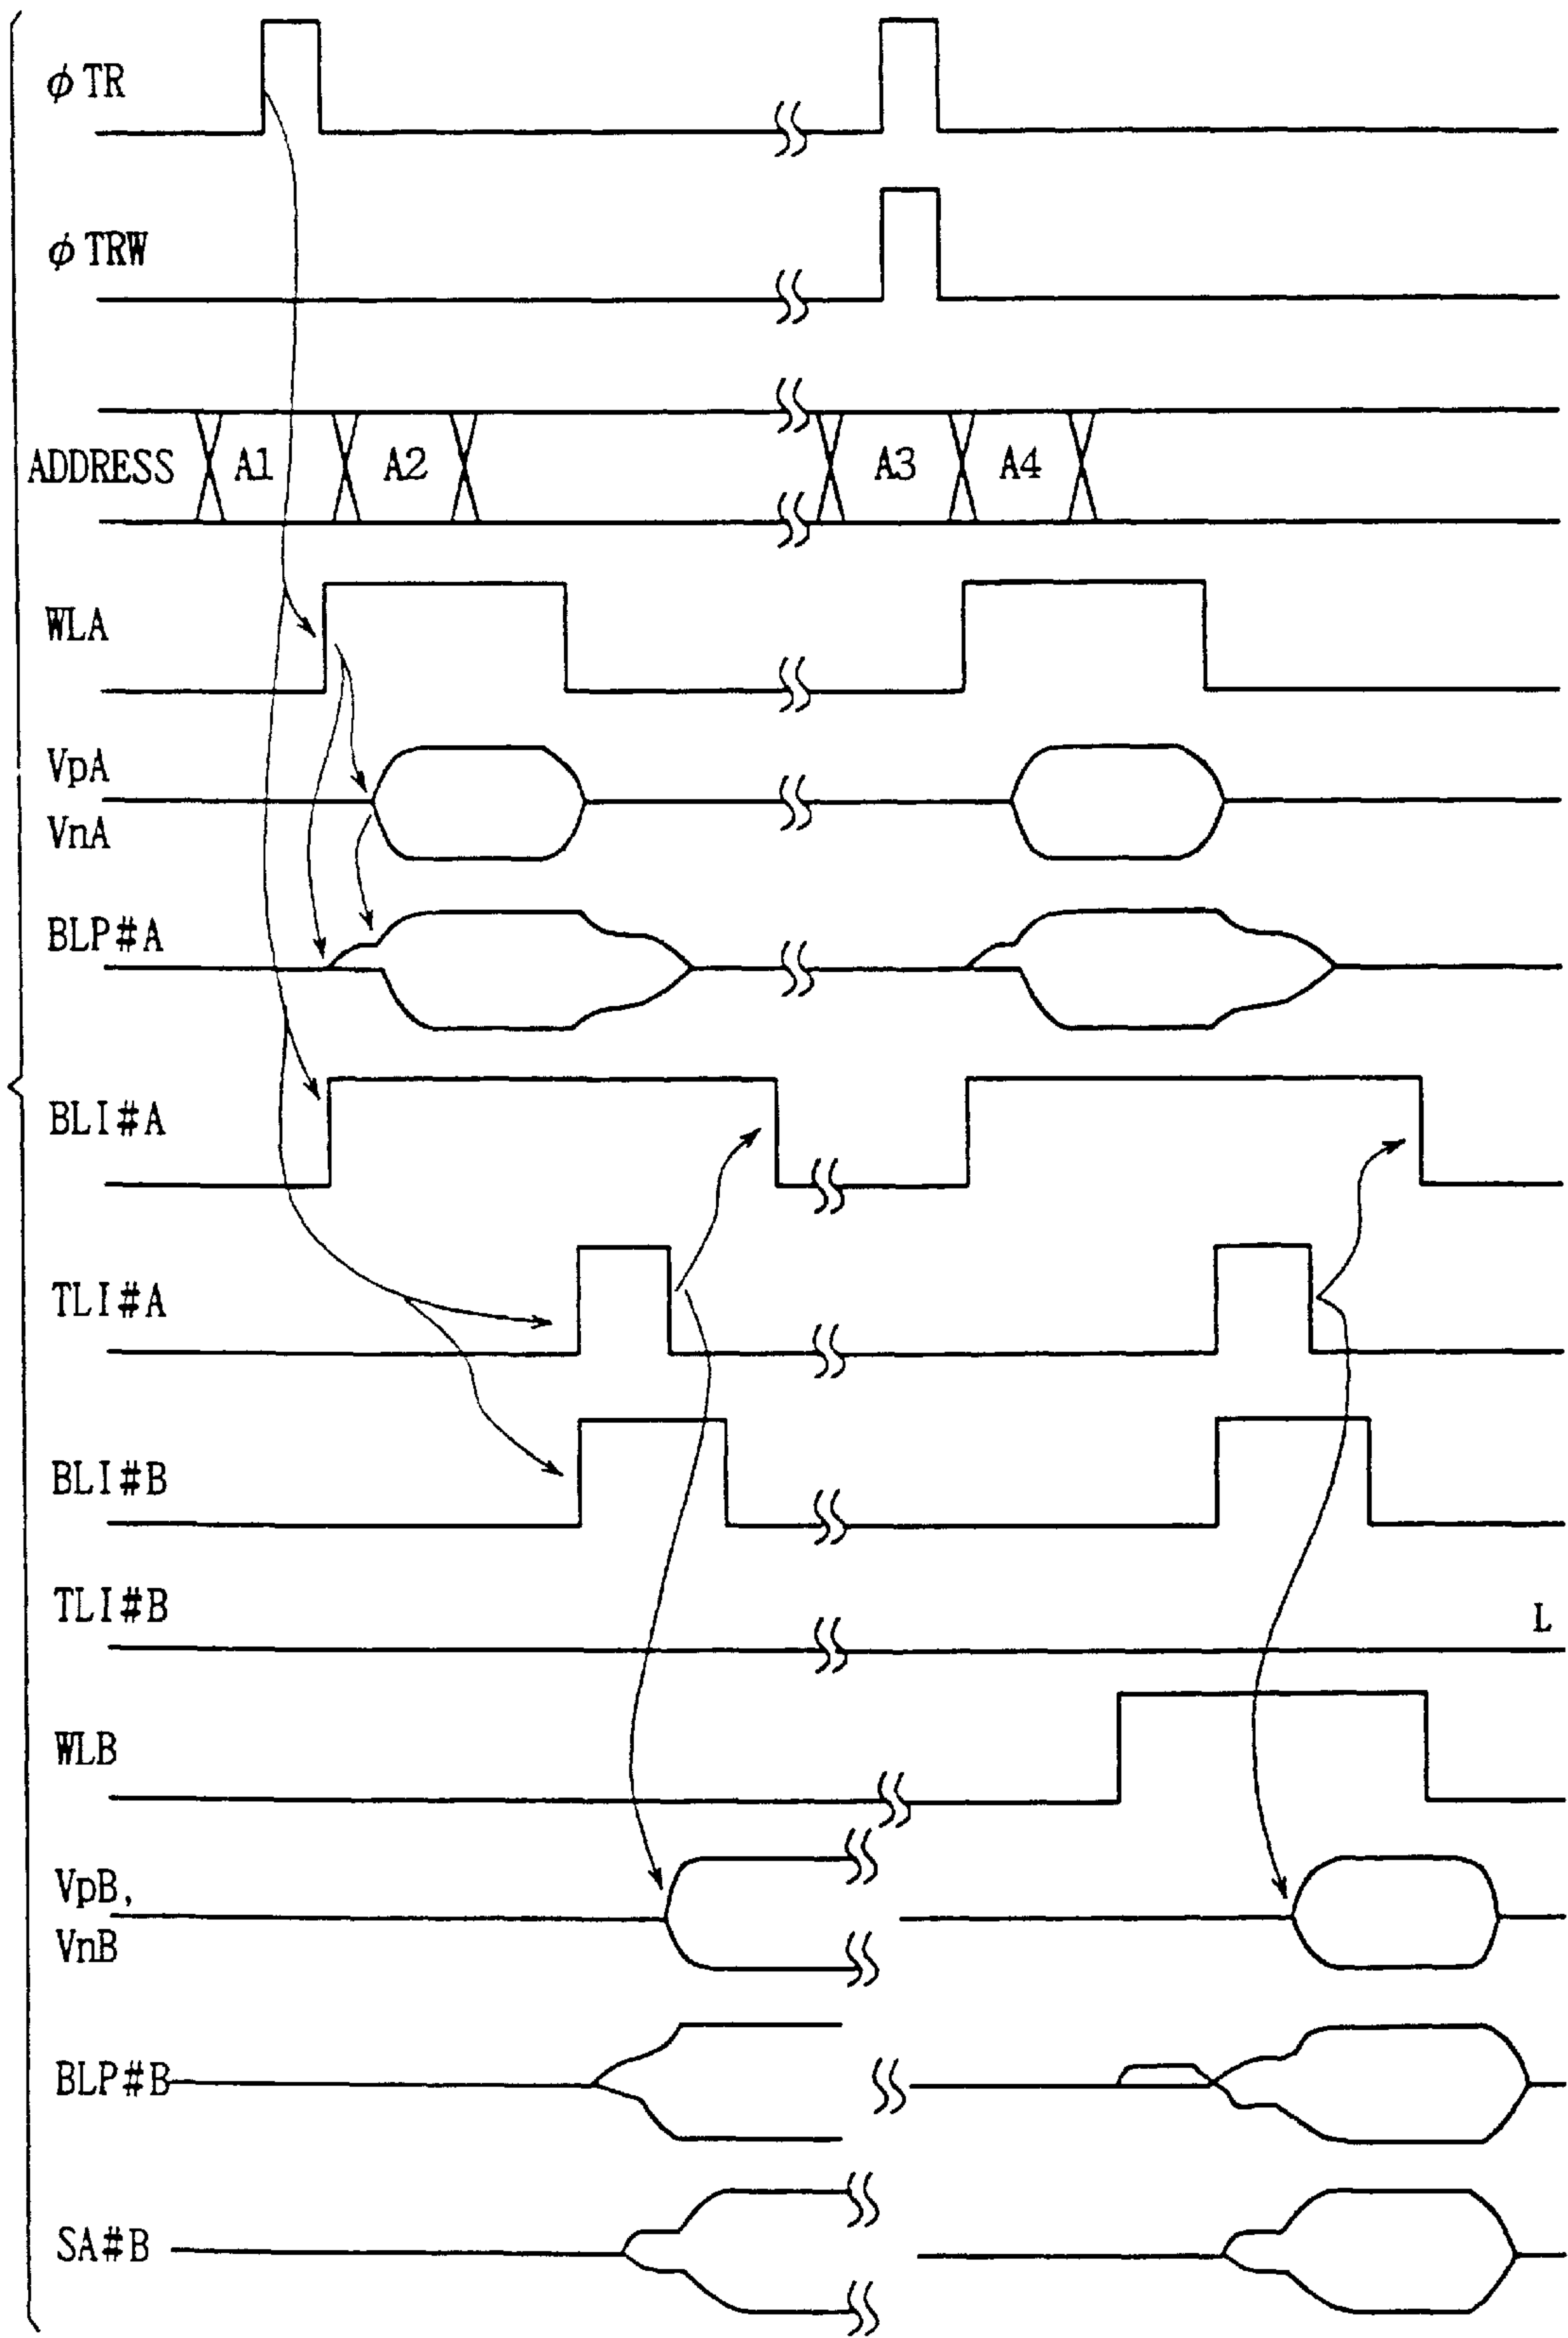 φTR
φTRW
ADDRESS A1 A2 A3 A4
WLA
VpA
VnA
BLP#A
BLI#A
TLI#A
BLI#B
TLI#B L
WLB
VpB,
VnB
BLP#B
SA#B